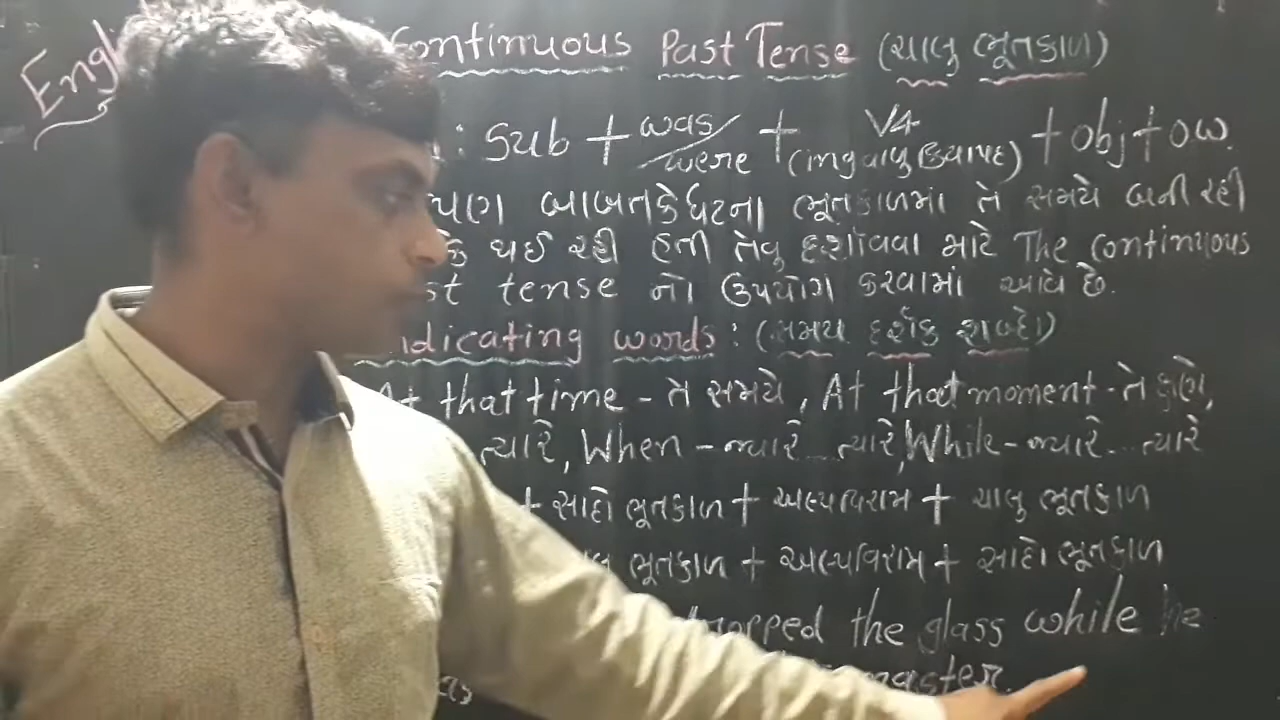 Engl
Continuous Past Tense (ચાલુ ભૂતકાળ)
: Sub + was/were + V4 (ing વાળુ ક્રિયાપદ) + obj + ow.
પણ બાબત કે ઘટના ભૂતકાળમાં તે સમયે બની રહી
કે થઈ રહી હતી તેવુ દર્શાવવા માટે The continuous
st tense નો ઉપયોગ કરવામાં આવે છે.
ndicating words : (સમય દર્શક શબ્દો)
At that time - તે સમયે, At that moment - તે ક્ષણે,
ત્યારે, When - જ્યારે...ત્યારે, While - જ્યારે...ત્યારે
+ સાદો ભૂતકાળ + અલ્પવિરામ + ચાલુ ભૂતકાળ
લુ ભૂતકાળ + અલ્પવિરામ + સાદો ભૂતકાળ
dropped the glass while he
master.